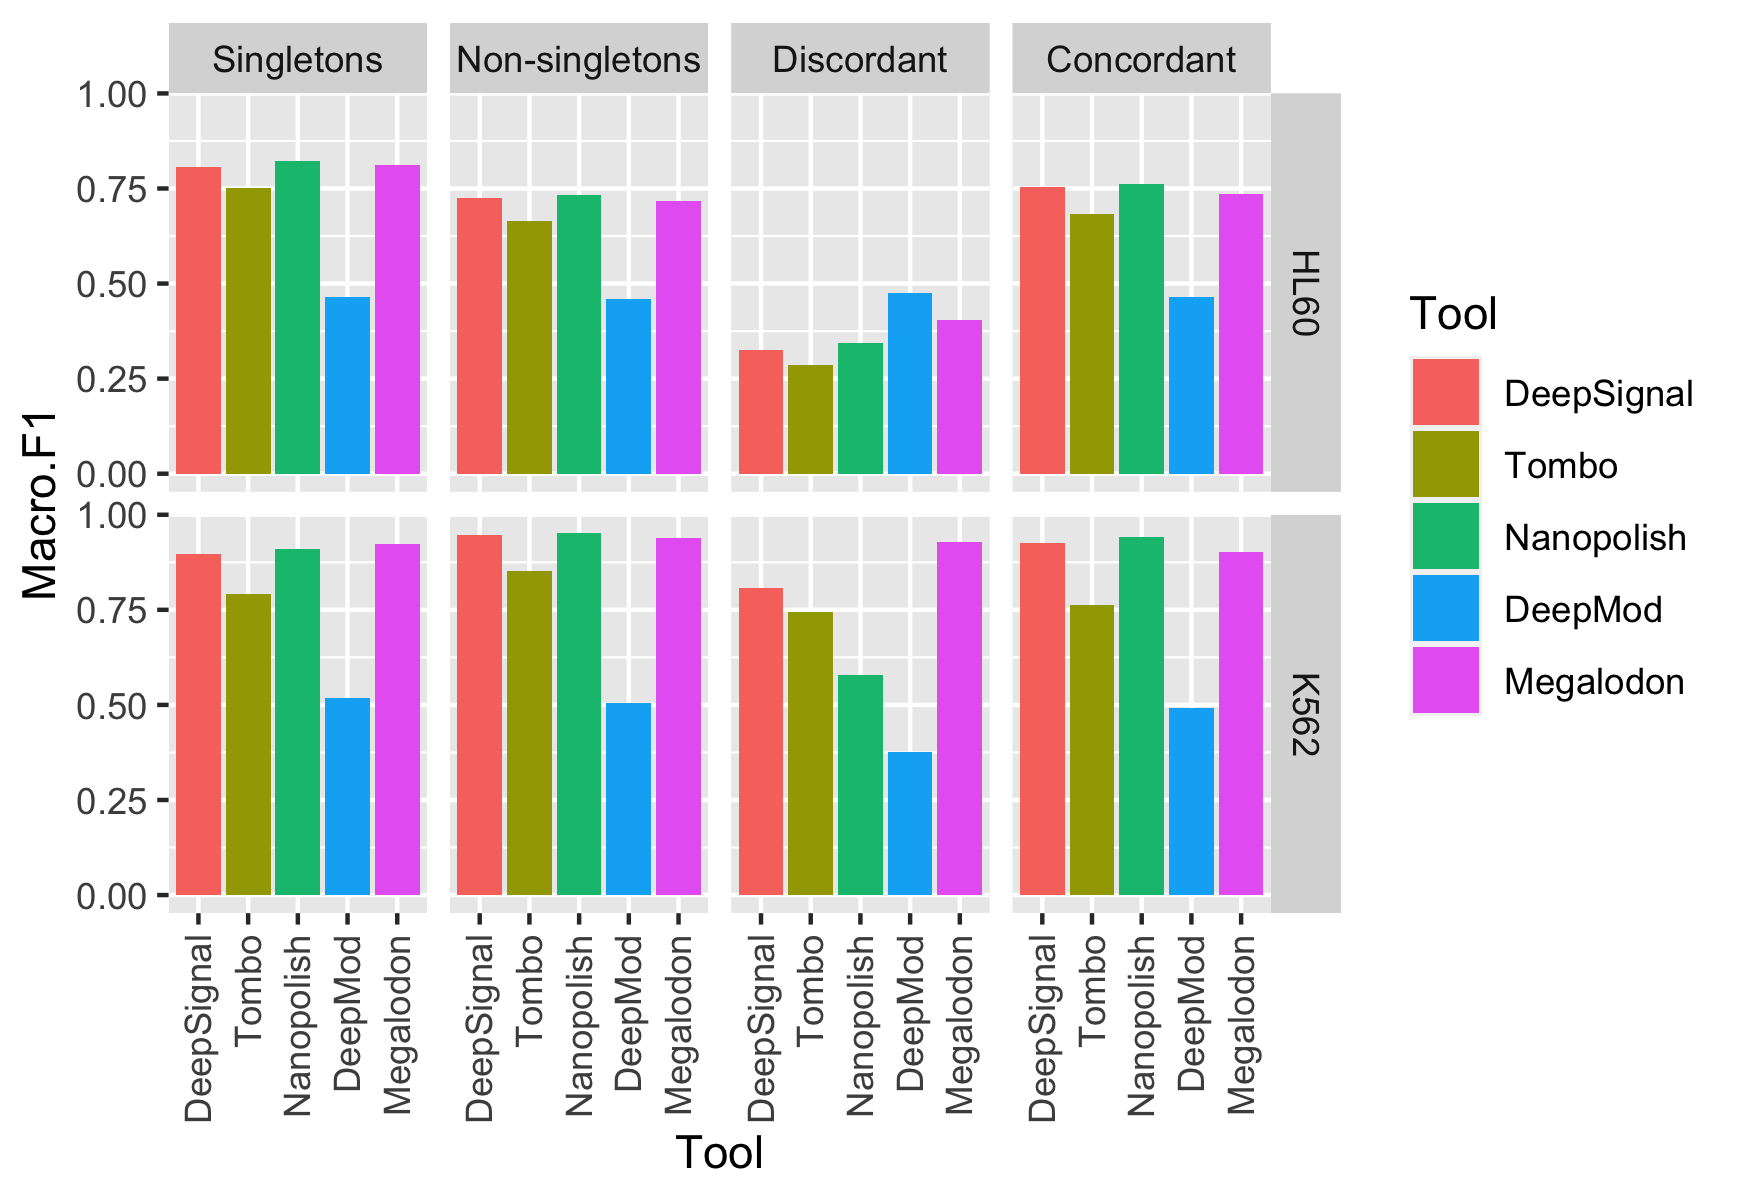 Singletons Non-singletons Discordant Concordant
1.00
0.75
0.50
0.25
0.00
HL60
1.00
0.75
0.50
0.25
0.00
K562
Macro.F1
DeepSignal Tombo Nanopolish DeepMod Megalodon DeepSignal Tombo Nanopolish DeepMod Megalodon DeepSignal Tombo Nanopolish DeepMod Megalodon DeepSignal Tombo Nanopolish DeepMod Megalodon
Tool
Tool
DeepSignal
Tombo
Nanopolish
DeepMod
Megalodon